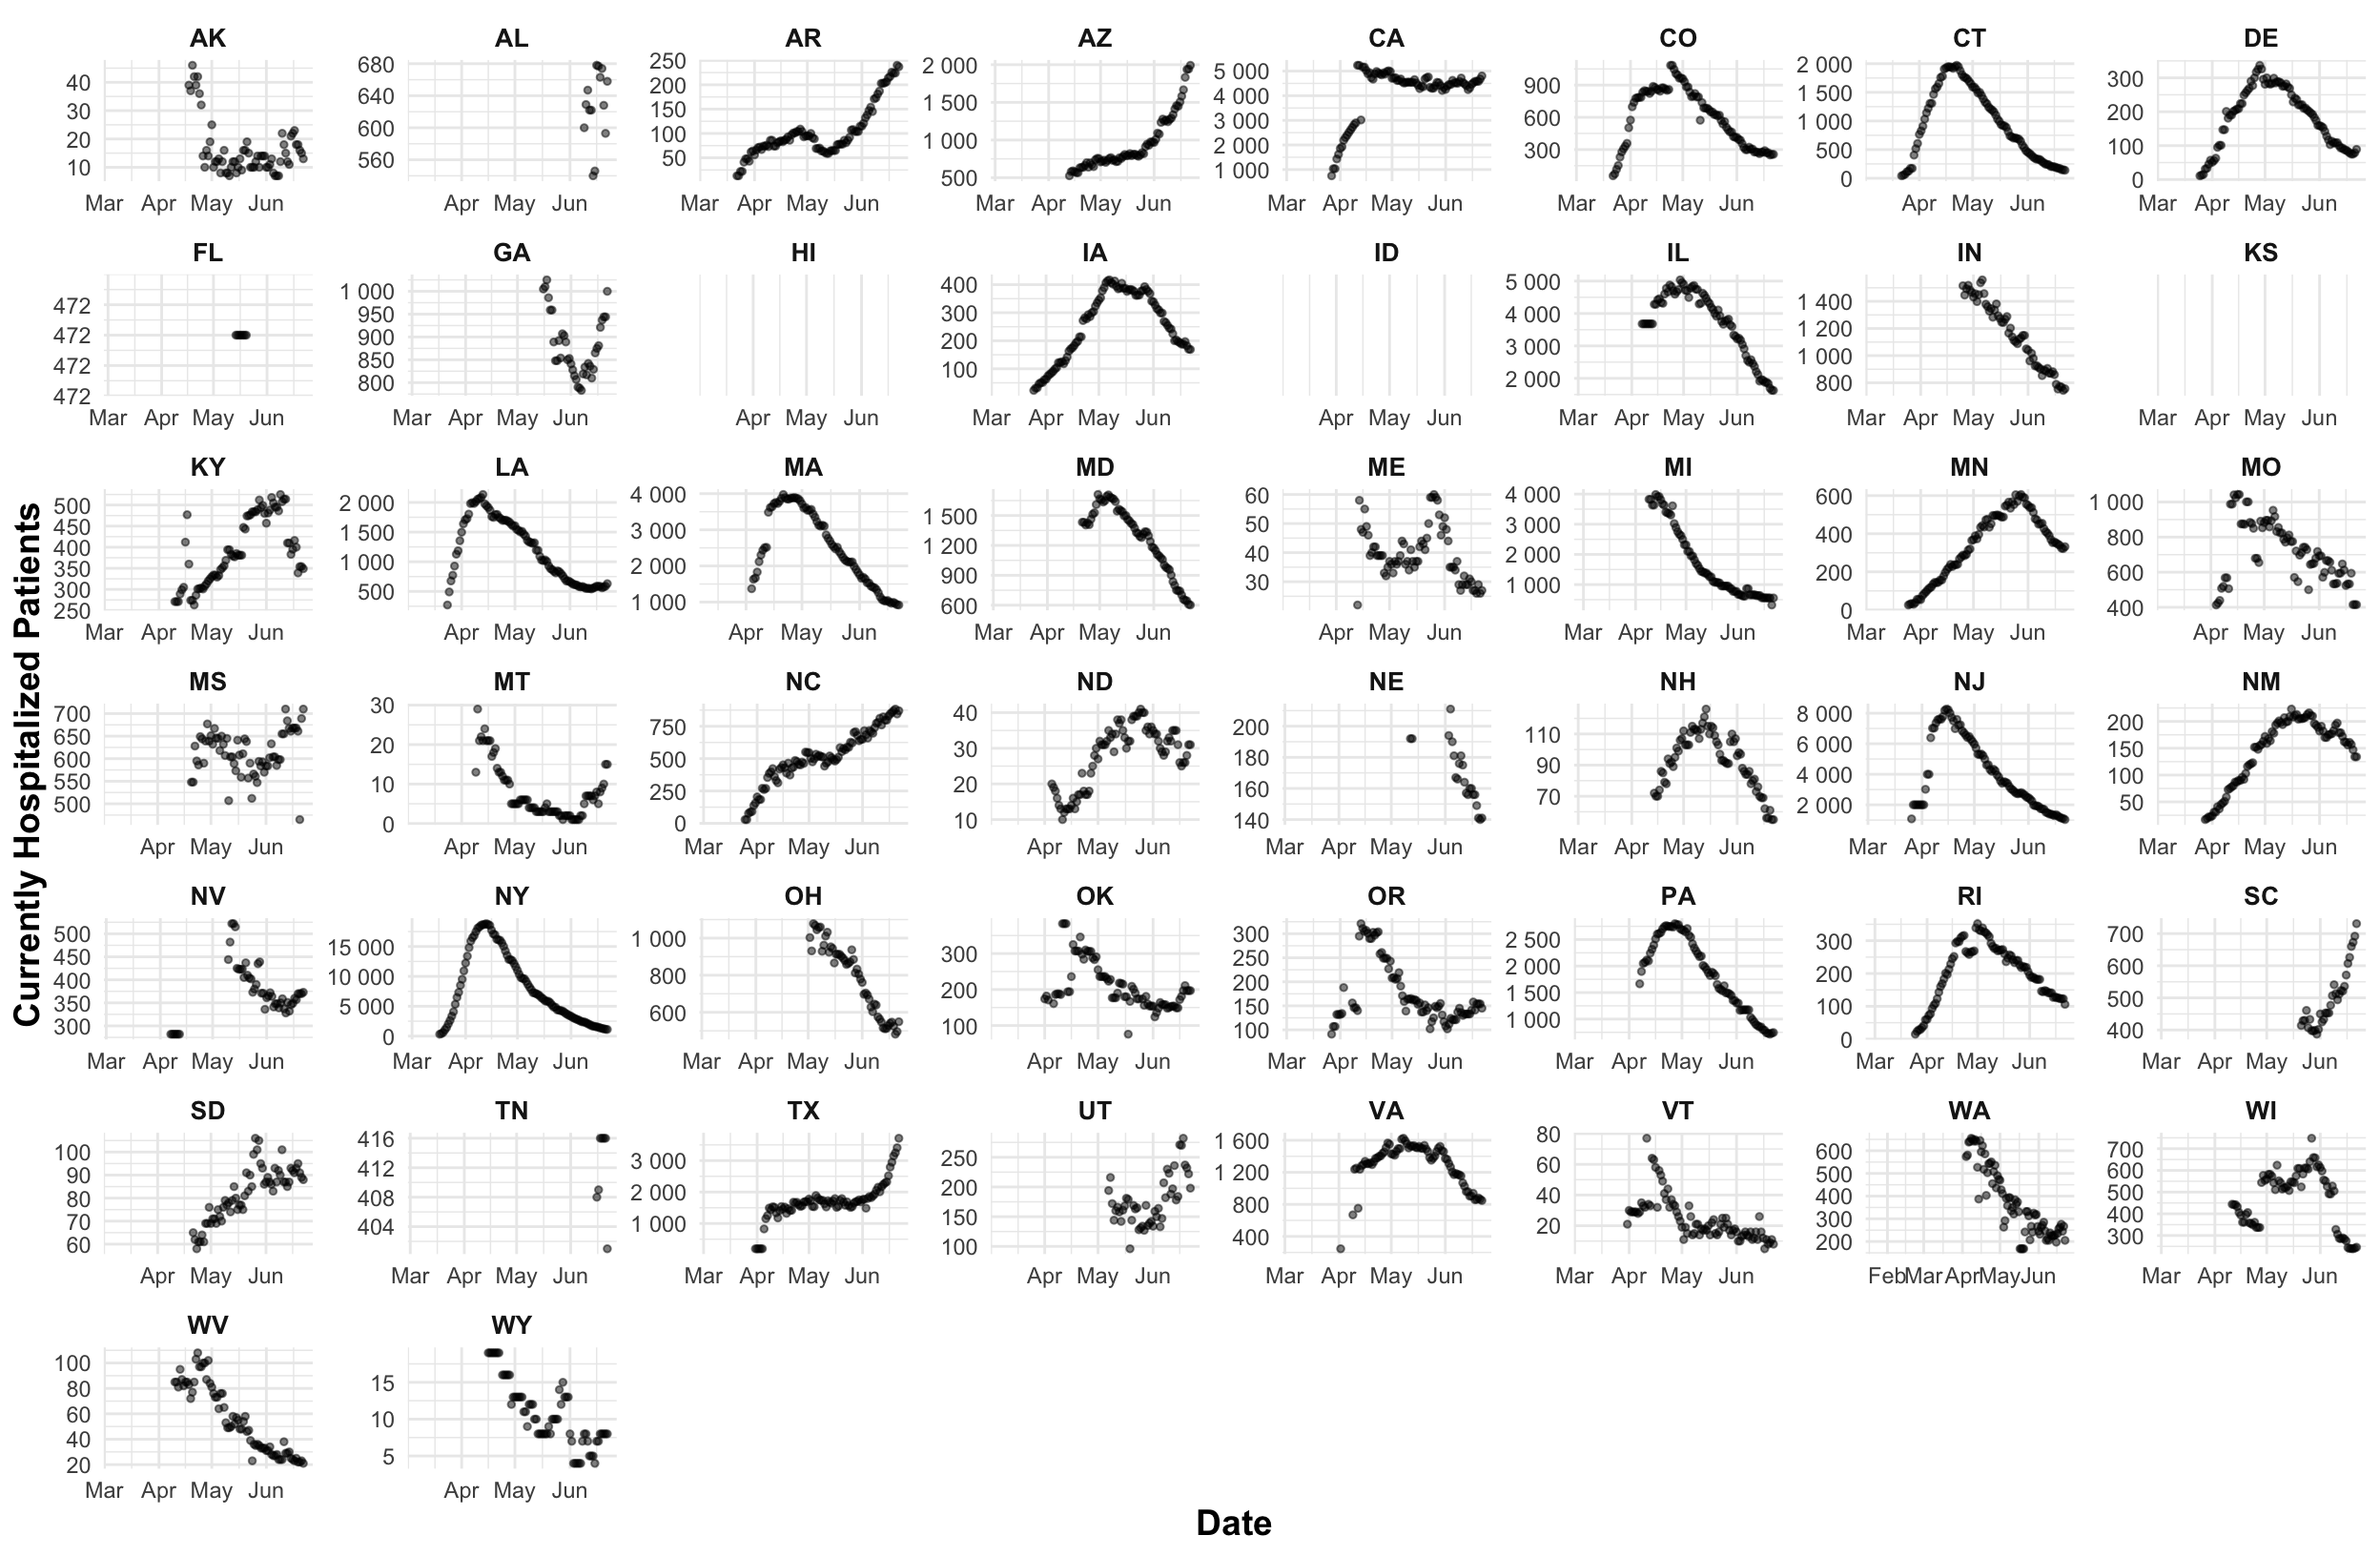 AK AL AR AZ CA CO CT DE
40 30 20 10
680 640 600 560
250 200 150 100 50
2 000 1 500 1 000 500
5 000 4 000 3 000 2 000 1 000
900 600 300
2 000 1 500 1 000 500 0
300 200 100 0
Mar Apr May Jun
Apr May Jun
Mar Apr May Jun
Mar Apr May Jun
Mar Apr May Jun
Mar Apr May Jun
Apr May Jun
Mar Apr May Jun
FL GA HI IA ID IL IN KS
472 472 472 472
1 000 950 900 850 800
400 300 200 100
5 000 4 000 3 000 2 000
1 400 1 200 1 000 800
Mar Apr May Jun
Mar Apr May Jun
Apr May Jun
Mar Apr May Jun
Apr May Jun
Mar Apr May Jun
Mar Apr May Jun
Mar Apr May Jun
KY LA MA MD ME MI MN MO
500 450 400 350 300 250
2 000 1 500 1 000 500
4 000 3 000 2 000 1 000
1 500 1 200 900 600
60 50 40 30
4 000 3 000 2 000 1 000
600 400 200 0
1 000 800 600 400
Mar Apr May Jun
Apr May Jun
Apr May Jun
Mar Apr May Jun
Apr May Jun
Mar Apr May Jun
Mar Apr May Jun
Apr May Jun
Currently Hospitalized Patients
MS MT NC ND NE NH NJ NM
700 650 600 550 500
30 20 10 0
750 500 250 0
40 30 20 10
200 180 160 140
110 90 70
8 000 6 000 4 000 2 000
200 150 100 50
Apr May Jun
Apr May Jun
Mar Apr May Jun
Apr May Jun
Mar Apr May Jun
Mar Apr May Jun
Mar Apr May Jun
Mar Apr May Jun
NV NY OH OK OR PA RI SC
500 450 400 350 300
15 000 10 000 5 000 0
1 000 800 600
300 200 100
300 250 200 150 100
2 500 2 000 1 500 1 000
300 200 100 0
700 600 500 400
Mar Apr May Jun
Mar Apr May Jun
Mar Apr May Jun
Apr May Jun
Mar Apr May Jun
Apr May Jun
Mar Apr May Jun
Mar Apr May Jun
SD TN TX UT VA VT WA WI
100 90 80 70 60
416 412 408 404
3 000 2 000 1 000
250 200 150 100
1 600 1 200 800 400
80 60 40 20
600 500 400 300 200
700 600 500 400 300
Apr May Jun
Mar Apr May Jun
Mar Apr May Jun
Apr May Jun
Mar Apr May Jun
Mar Apr May Jun
Feb Mar Apr May Jun
Mar Apr May Jun
WV WY
100 80 60 40 20
15 10 5
Mar Apr May Jun
Apr May Jun
Date